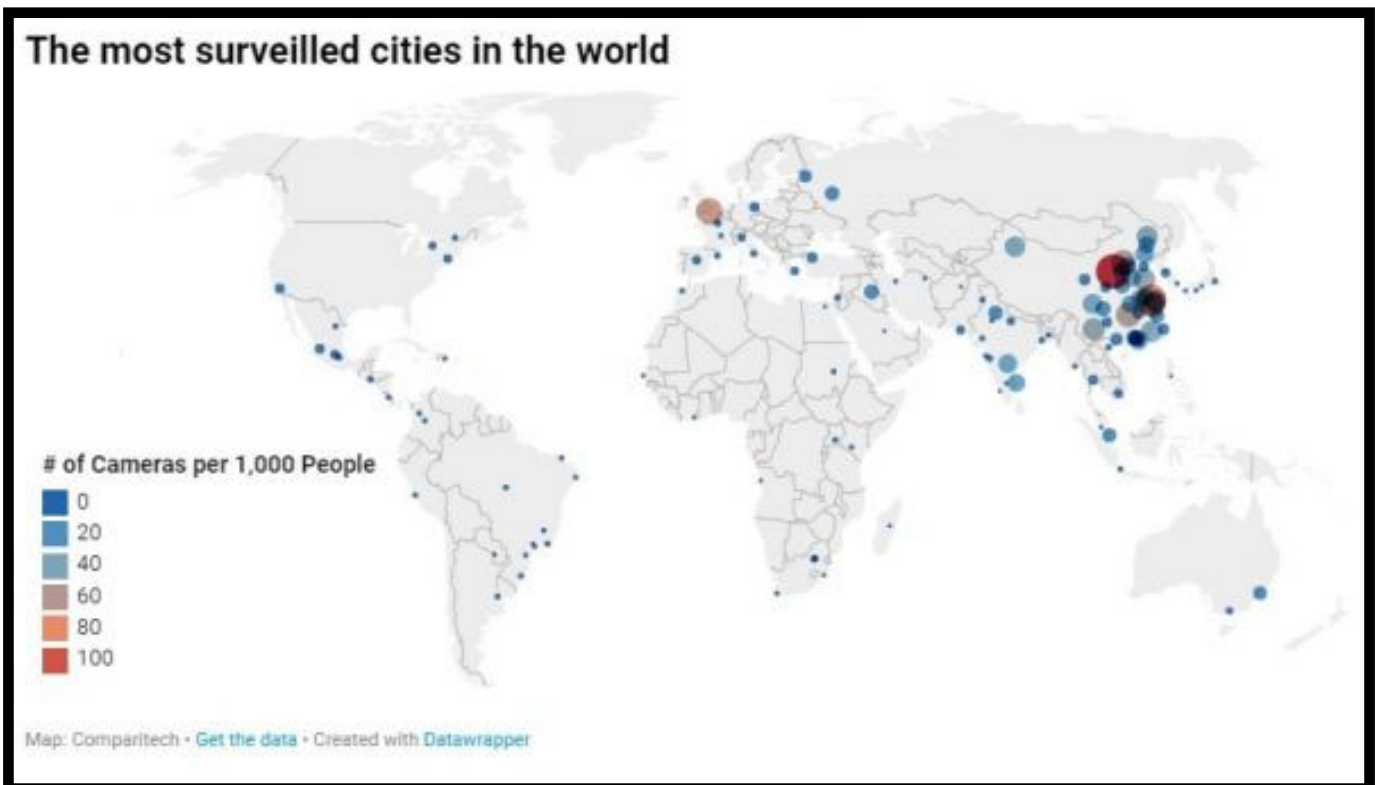 The most surveilled cities in the world
# of Cameras per 1,000 People
0
20
40
60
80
100
Map: Comparitech • Get the data • Created with Datawrapper